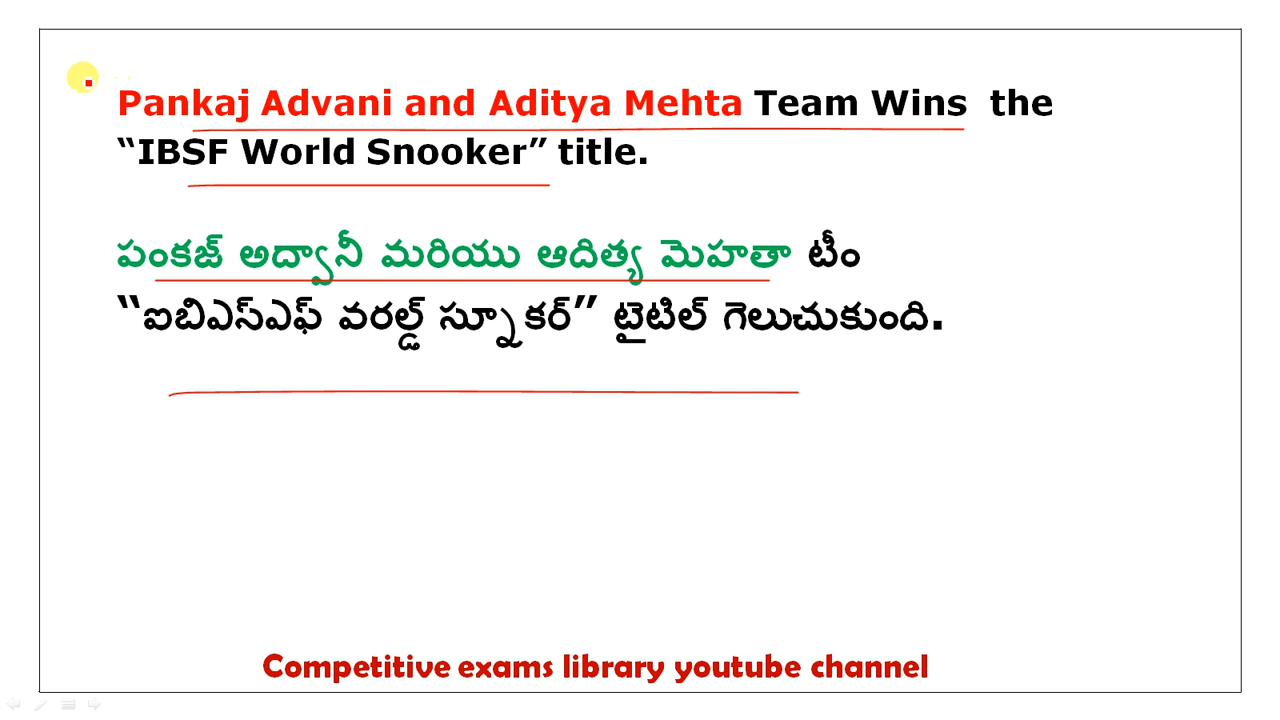 Pankaj Advani and Aditya Mehta Team Wins the
“IBSF World Snooker” title.
పంకజ్ అద్వానీ మరియు ఆదిత్య మెహతా టీం
“ఐబిఎస్ఎఫ్ వరల్డ్ స్నూకర్” టైటిల్ గెలుచుకుంది.
Competitive exams library youtube channel